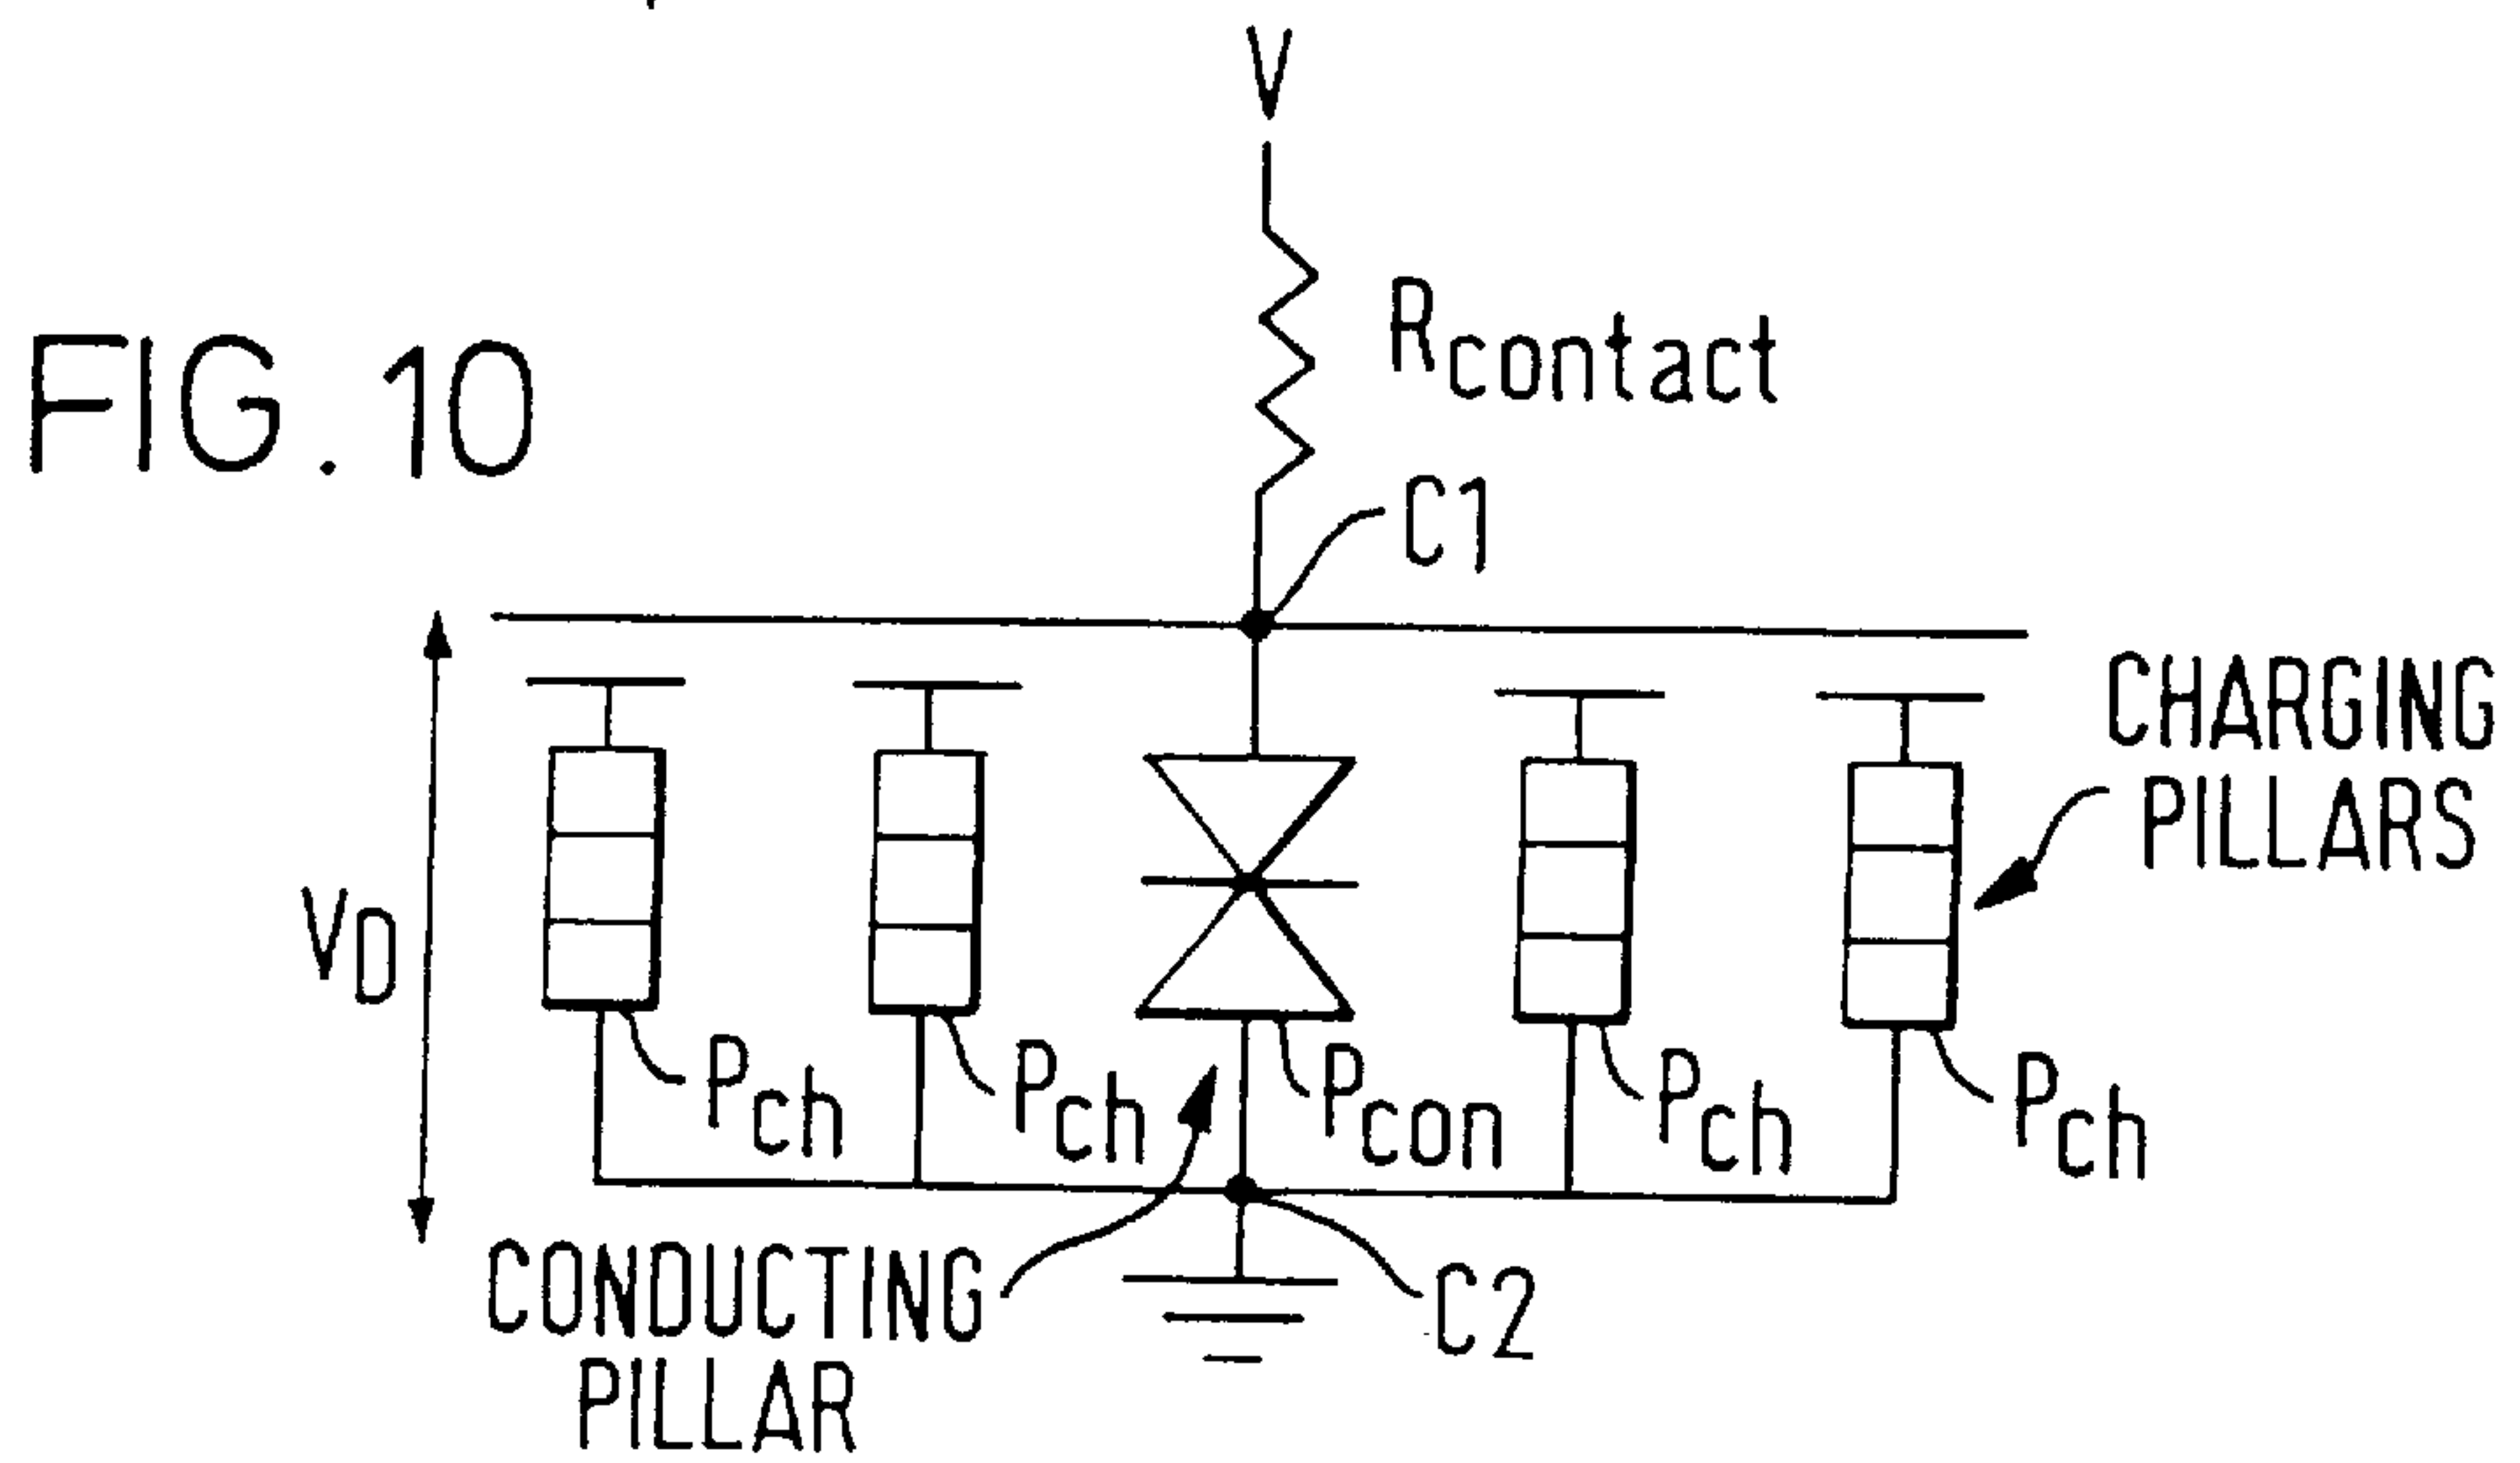 V
Rcontact
FIG. 10
C1
CHARGING
PILLARS
VD
Pch
Pch
Pcon
Pch
Pch
CONDUCTING
PILLAR
C2